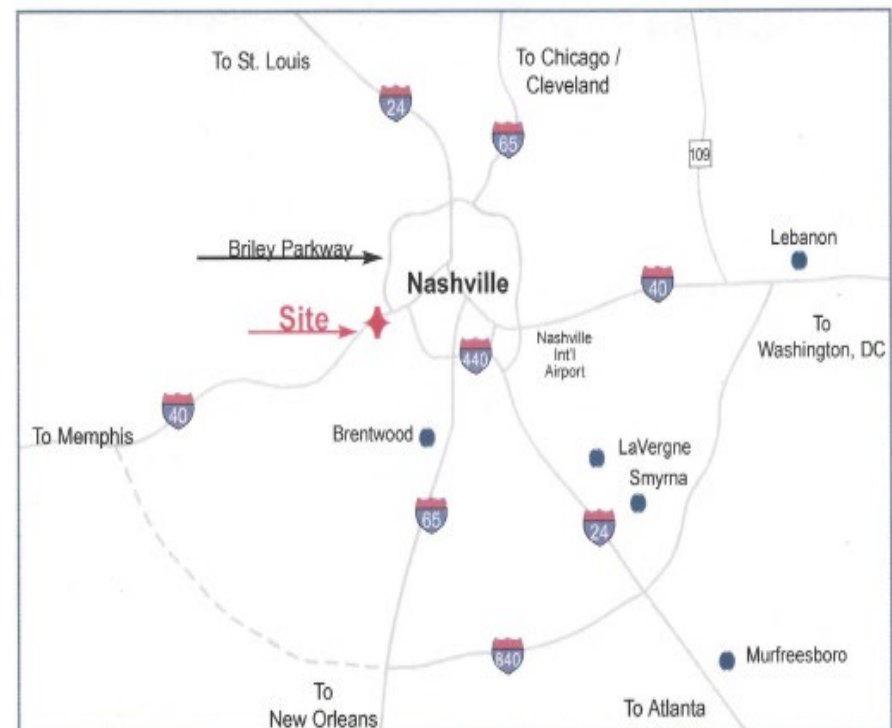 To St. Louis
To Chicago /
Cleveland
24
65
109
Briley Parkway
Lebanon
Nashville
40
Site
To
Washington, DC
Nashville
Int'l
Airport
440
40
To Memphis
Brentwood
LaVergne
Smyrna
65
24
840
Murfreesboro
To
New Orleans
To Atlanta